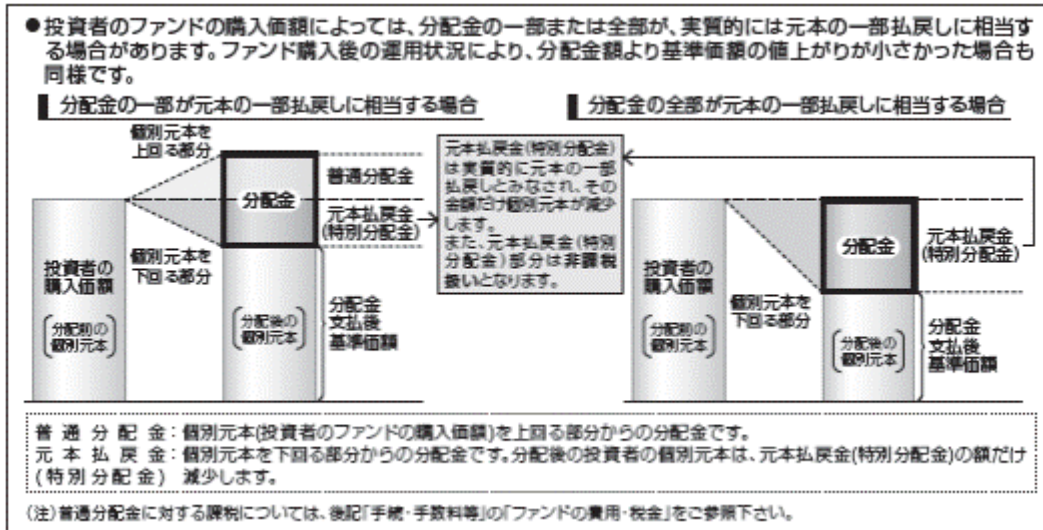 ●投資者のファンドの購入価額によっては、分配金の一部または全部が、実質的には元本の一部払戻しに相当す
る場合があります。ファンド購入後の運用状況により、分配金額より基準価額の値上がりが小さかった場合も
同様です。
分配金の一部が元本の一部払戻しに相当する場合
分配金の全部が元本の一部払戻しに相当する場合
個別元本を
上回る部分
分配金
普通分配金
元本払戻金
(特別分配金)
個別元本を
下回る部分
投資者の
購入価額
(分配前の
個別元本)
(分配後の
個別元本)
分配金
支払後
基準価額
元本払戻金(特別分配金)
は実質的に元本の一部
払戻しとみなされ、その
金額だけ個別元本が減少
します。
また、元本払戻金(特別
分配金)部分は非課税
扱いとなります。
投資者の
購入価額
(分配前の
個別元本)
個別元本を
下回る部分
分配金
元本払戻金
(特別分配金)
(分配後の
個別元本)
分配金
支払後
基準価額
普通分配金:個別元本(投資者のファンドの購入価額)を上回る部分からの分配金です。
元本払戻金:個別元本を下回る部分からの分配金です。分配後の投資者の個別元本は、元本払戻金(特別分配金)の額だけ
(特別分配金) 減少します。
(注)普通分配金に対する課税については、後記「手続・手数料等」の「ファンドの費用・税金」をご参照下さい。